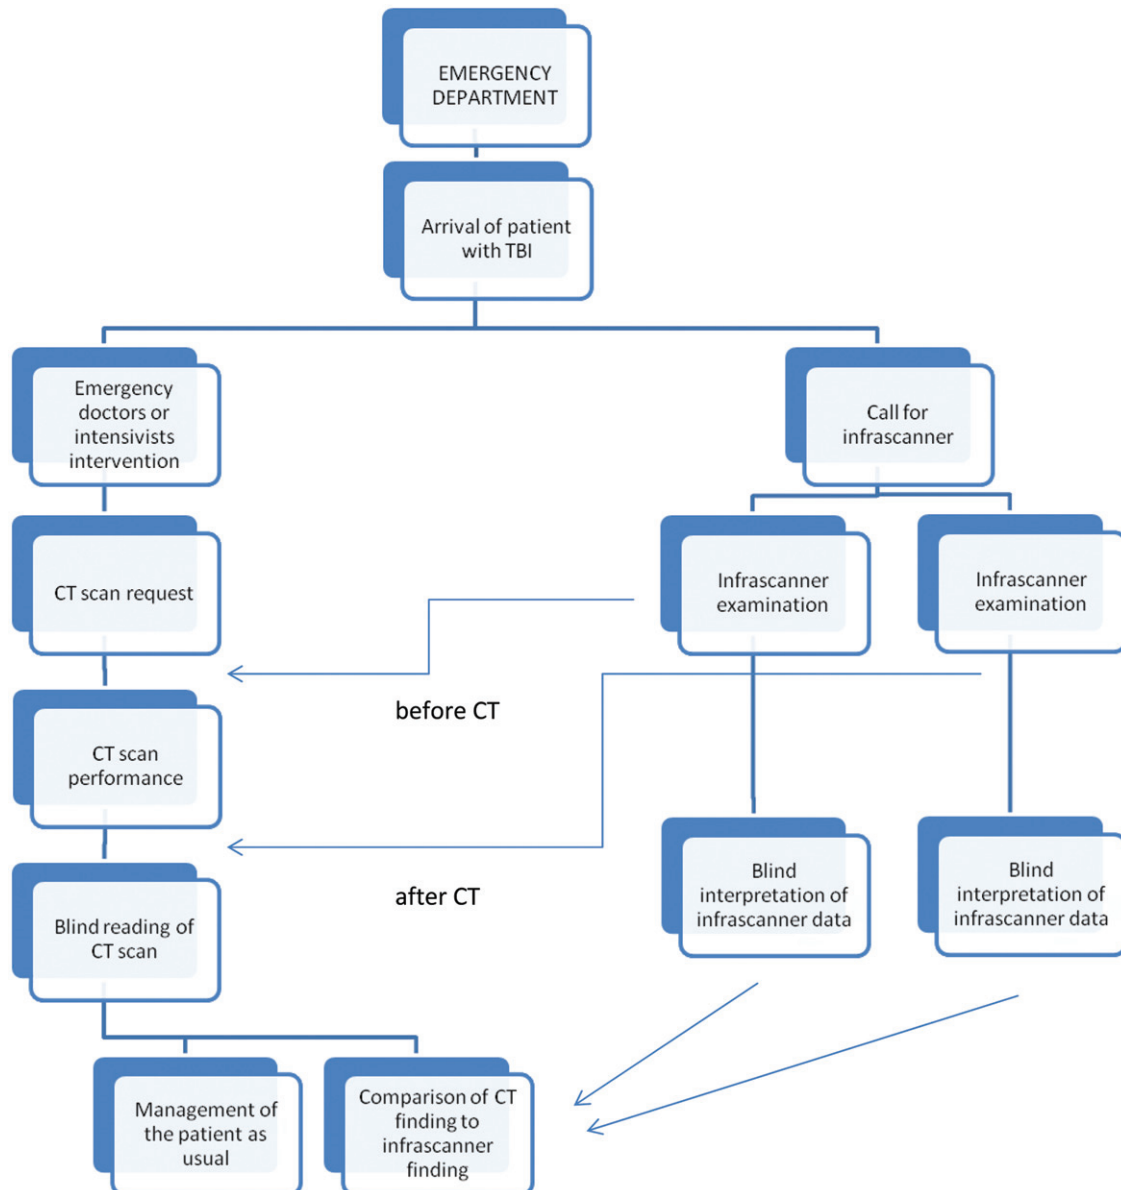 EMERGENCY
DEPARTMENT
Arrival of patient
with TBI
Emergency
doctors or
intensivists
intervention
Call for
infrascanner
CT scan request
Infrascanner
examination
Infrascanner
examination
before CT
CT scan
performance
after CT
Blind reading of
CT scan
Blind
interpretation of
infrascanner data
Blind
interpretation of
infrascanner data
Management of
the patient as
usual
Comparison of CT
finding to
infrascanner
finding